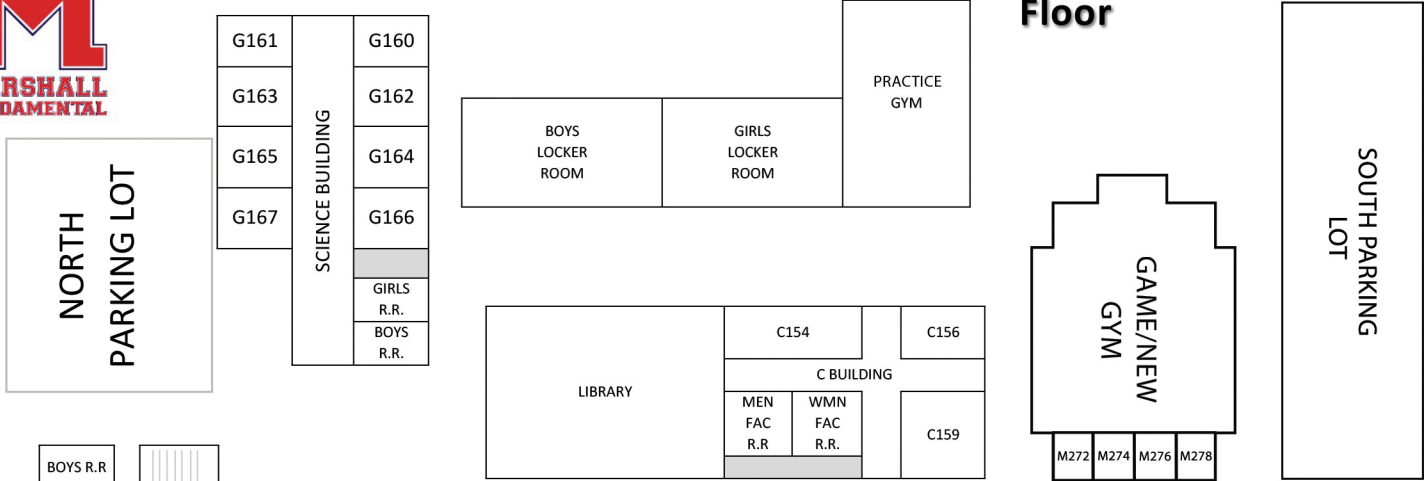 Floor
RSHALL
DAMENTAL
NORTH
PARKING LOT
G161
G163
G165
G167
SCIENCE BUILDING
G160
G162
G164
G166
GIRLS
R.R.
BOYS
R.R.
BOYS
LOCKER
ROOM
GIRLS
LOCKER
ROOM
PRACTICE
GYM
LIBRARY
C154
C156
C BUILDING
MEN
FAC
R.R
WMN
FAC
R.R.
C159
GAME/NEW
GYM
M272
M274
M276
M278
SOUTH PARKING
LOT
BOYS R.R